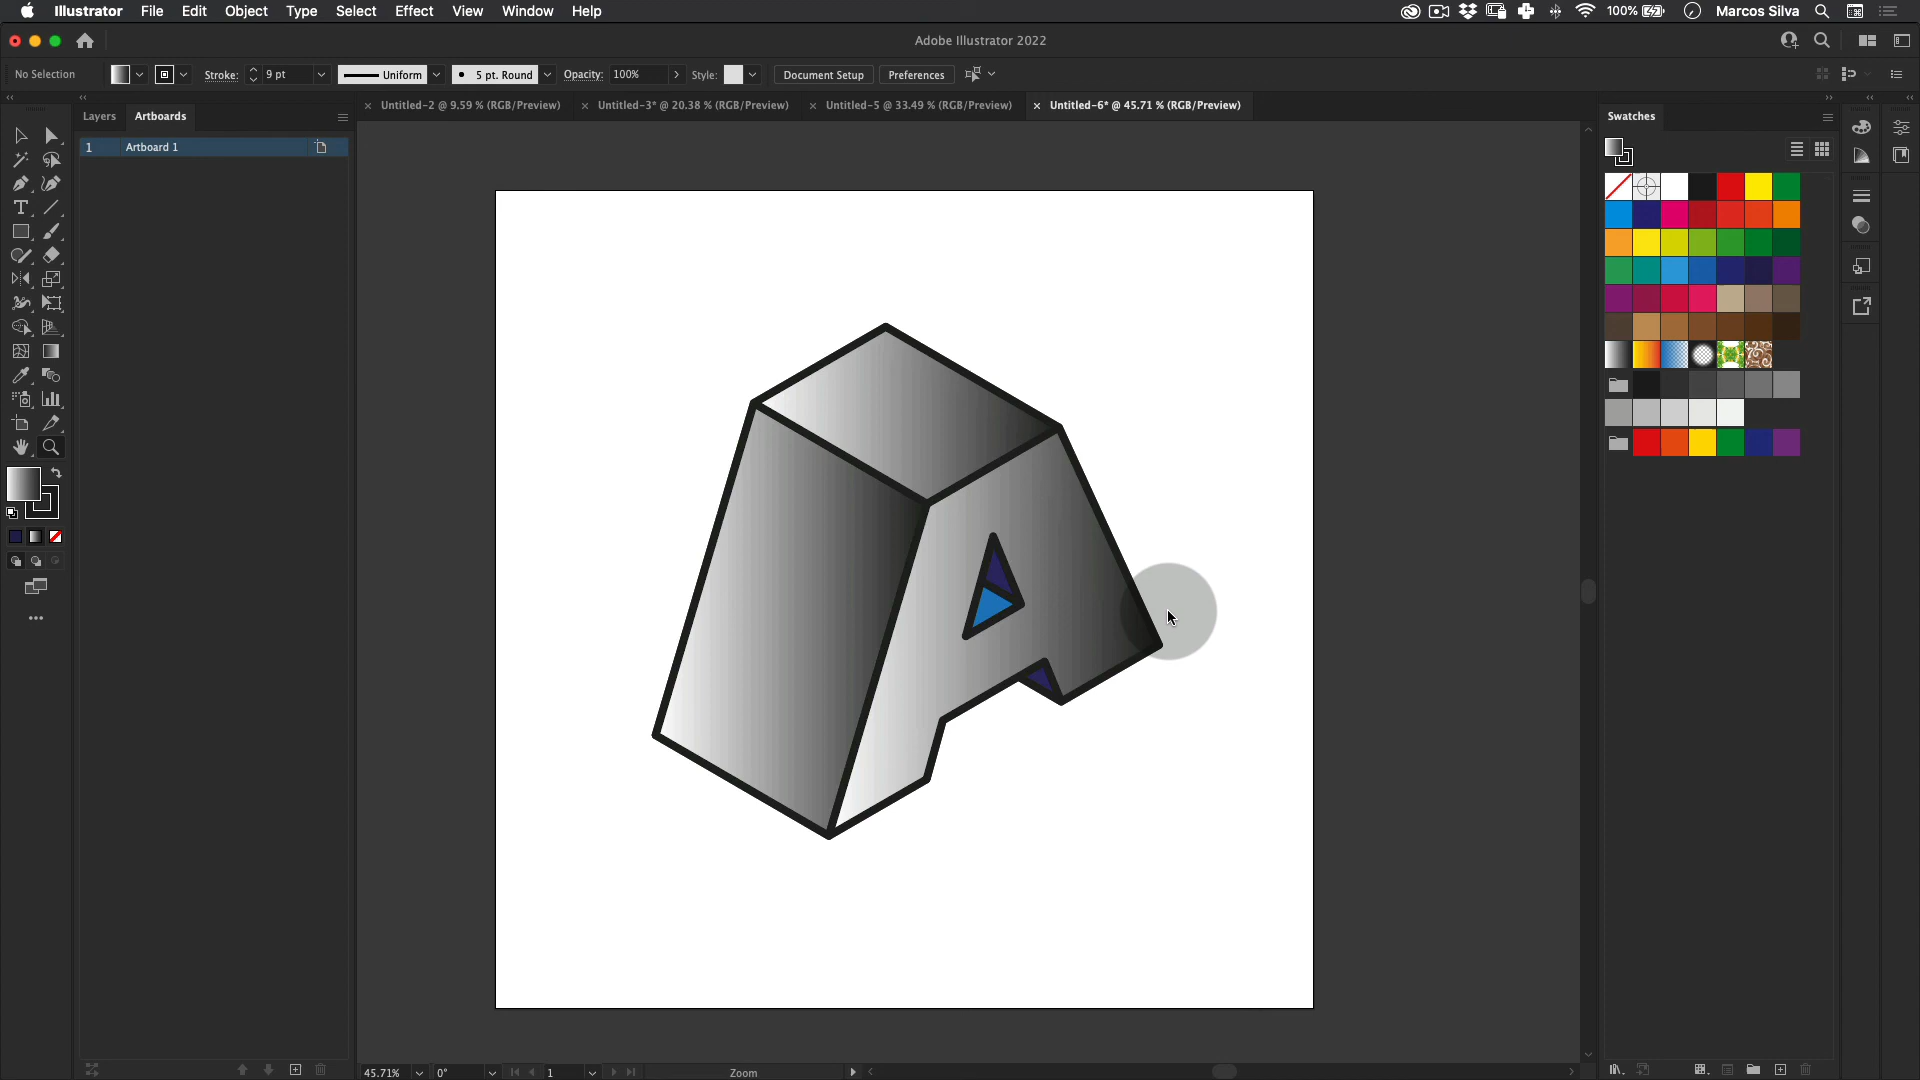 Illustrator File Edit Object Type Select Effect View Window Help 100% Marcos Silva
Adobe Illustrator 2022
No Selection Stroke: 9 pt Uniform 5 pt. Round Opacity: 100% Style: Document Setup Preferences
Untitled-2 @ 9.59 % (RGB/Preview) Untitled-3* @ 20.38 % (RGB/Preview) Untitled-5 @ 33.49 % (RGB/Preview) Untitled-6* @ 45.71 % (RGB/Preview)
Layers Artboards Swatches
1 Artboard 1
A
45.71% 0° 1 Zoom